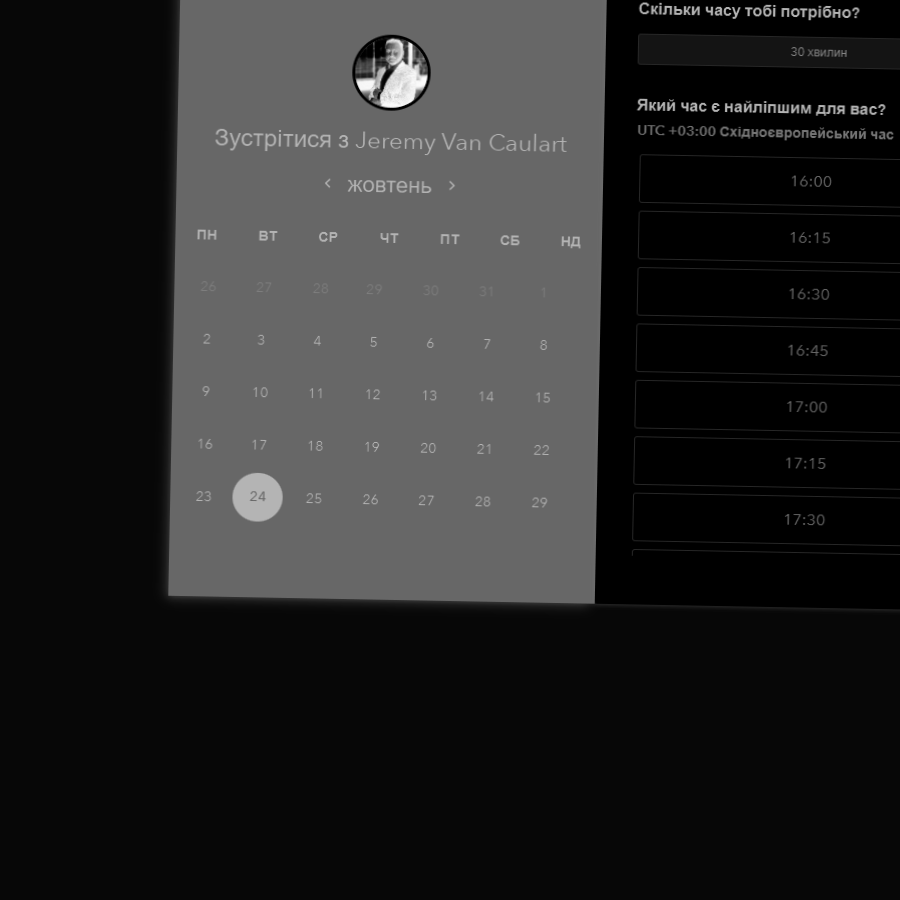 Зустрітися з Jeremy Van Caulart
жовтень
ПН ВТ СР ЧТ ПТ СБ НД
26 27 28 29 30 31 1
2 3 4 5 6 7 8
9 10 11 12 13 14 15
16 17 18 19 20 21 22
23 24 25 26 27 28 29
Скільки часу тобі потрібно?
30 хвилин
Який час є найліпшим для вас?
UTC +03:00 Східноєвропейський час
16:00
16:15
16:30
16:45
17:00
17:15
17:30